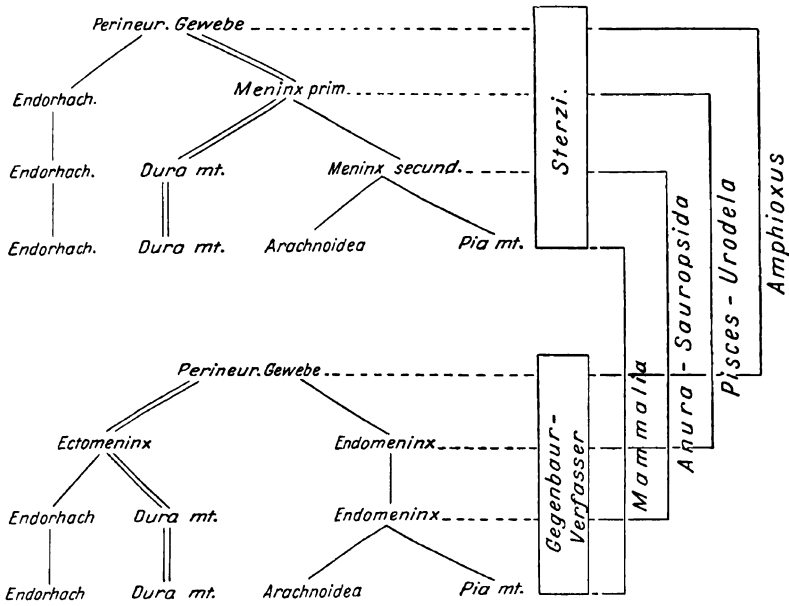 Perineur. Gewebe
Endorhach.
Meninx prim.
Endorhach.
Dura mt.
Meninx secund.
Endorhach.
Dura mt.
Arachnoidea
Pia mt.
Sterzi.
Perineur. Gewebe
Ectomeninx
Endomeninx
Endorhach
Dura mt.
Endomeninx
Endorhach
Dura mt.
Arachnoidea
Pia mt.
Gegenbaur-
Verfasser
Mammalia
Anura - Sauropsida
Pisces - Urodela
Amphioxus